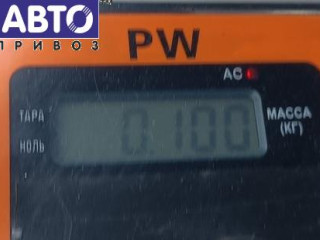 АВТО
ПРИВОЗ
PW
AC
ТАРА
0.100
МАССА
(КГ)
НОЛЬ